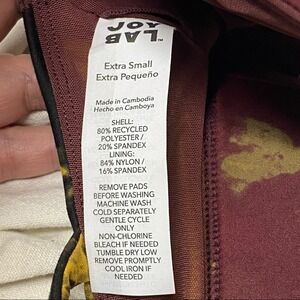 JOY
LAB™
Extra Small
Extra Pequeño
Made in Cambodia
Hecho en Camboya
SHELL:
80% RECYCLED
POLYESTER /
20% SPANDEX
LINING:
84% NYLON /
16% SPANDEX
REMOVE PADS
BEFORE WASHING
MACHINE WASH
COLD SEPARATELY
GENTLE CYCLE
ONLY
NON-CHLORINE
BLEACH IF NEEDED
TUMBLE DRY LOW
REMOVE PROMPTLY
COOL IRON IF
NEEDED